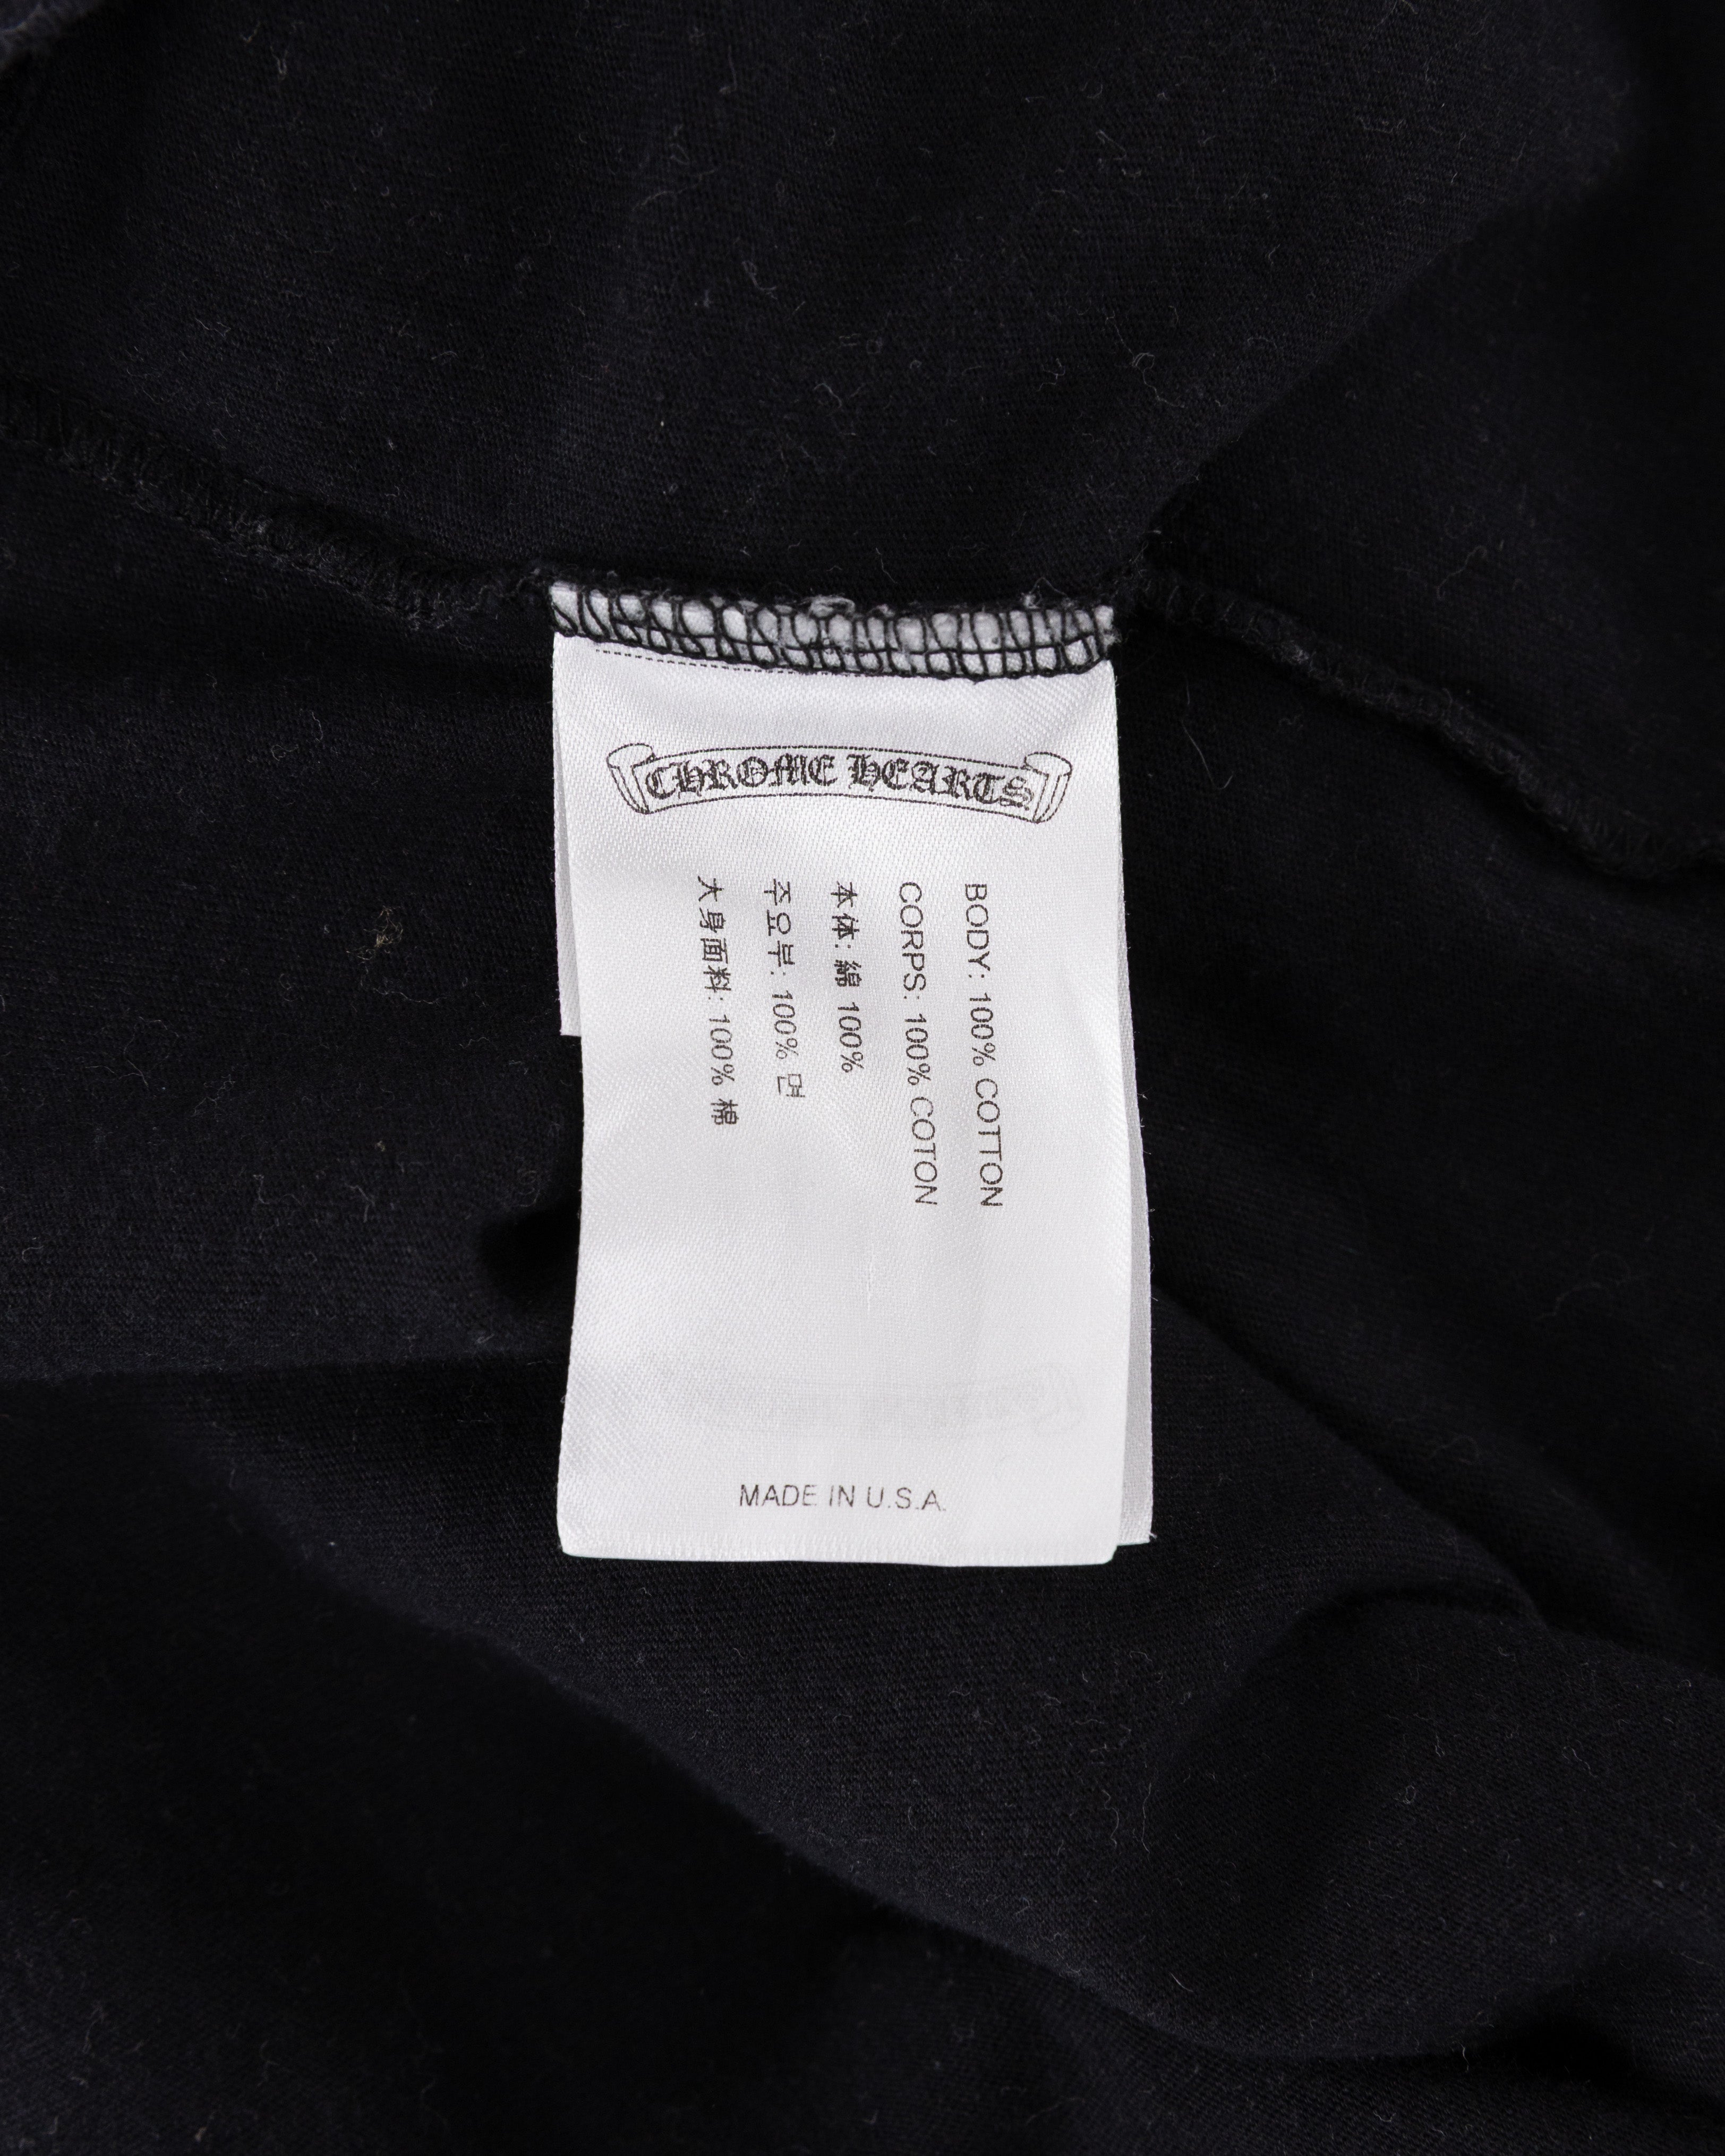 CHROME HEARTS
BODY: 100% COTTON
CORPS: 100% COTON
本体: 綿 100%
주요부: 100% 면
大身面料: 100% 棉
MADE IN U.S.A.